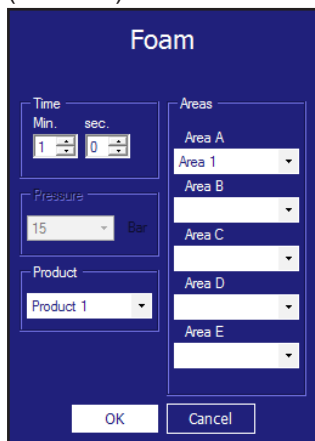 Foam
Time
Min. sec.
1 0
Pressure
15 Bar
Product
Product 1
Areas
Area A
Area 1
Area B
Area C
Area D
Area E
OK Cancel